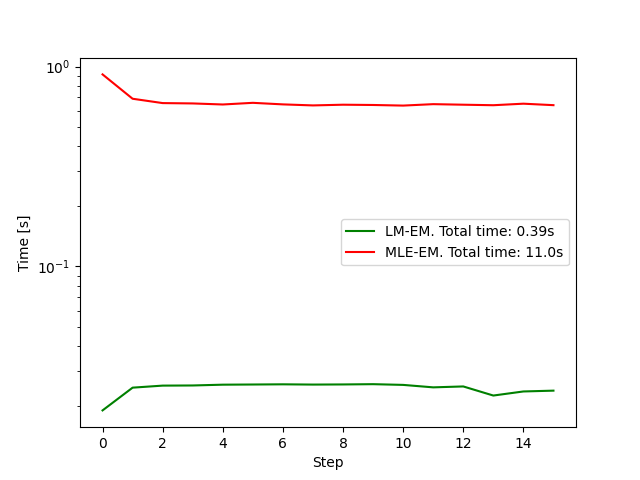 10⁰
10⁻¹
Time [s]
LM-EM. Total time: 0.39s
MLE-EM. Total time: 11.0s
0 2 4 6 8 10 12 14
Step